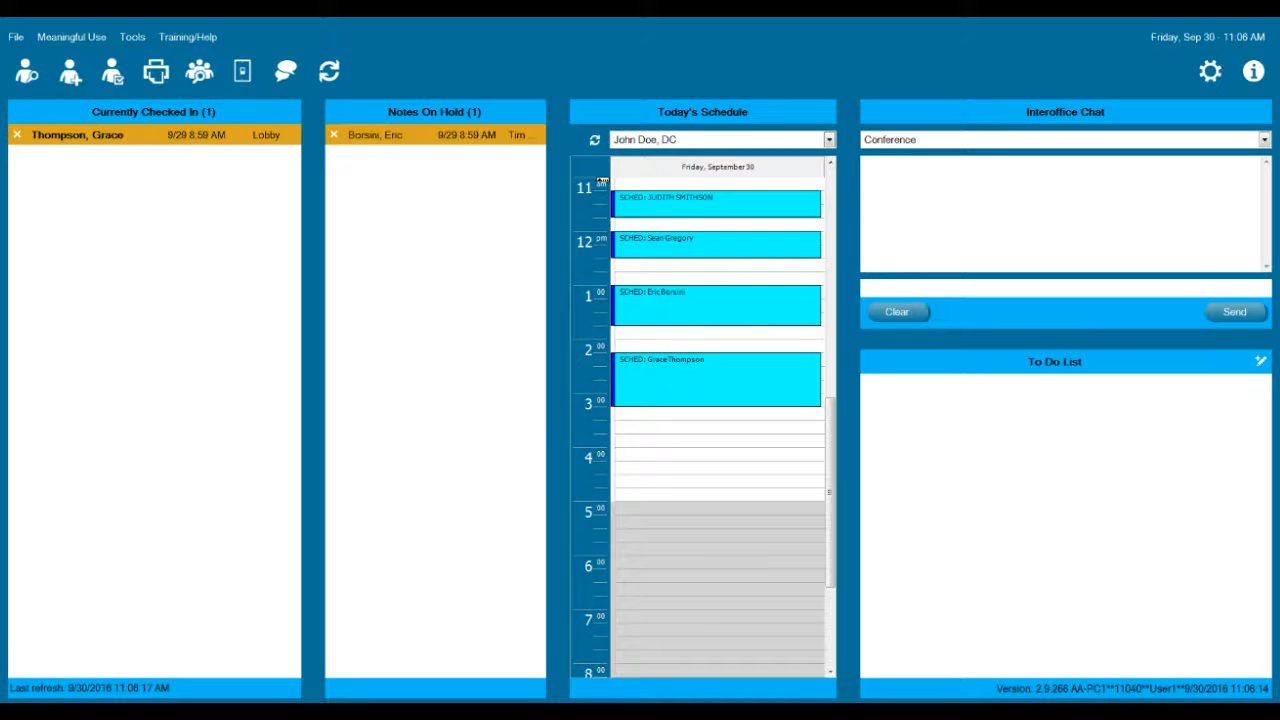 File Meaningful Use Tools Training/Help
Friday, Sep 30 - 11:06 AM
Currently Checked In (1)
Thompson, Grace 9/29 8:59 AM Lobby
Last refresh: 9/30/2016 11:06:17 AM
Notes On Hold (1)
Borsini, Eric 9/29 8:59 AM Tim ...
Today's Schedule
John Doe, DC
Friday, September 30
11 am
SCHED: JUDITH SMITHSON
12 pm
SCHED: Sean Gregory
1 00
SCHED: Eric Borsini
2 00
SCHED: Grace Thompson
3 00
4 00
5 00
6 00
7 00
8 00
Interoffice Chat
Conference
Clear Send
To Do List
Version: 2.9.266 AA-PC1**11040**User1**9/30/2016 11:06:14